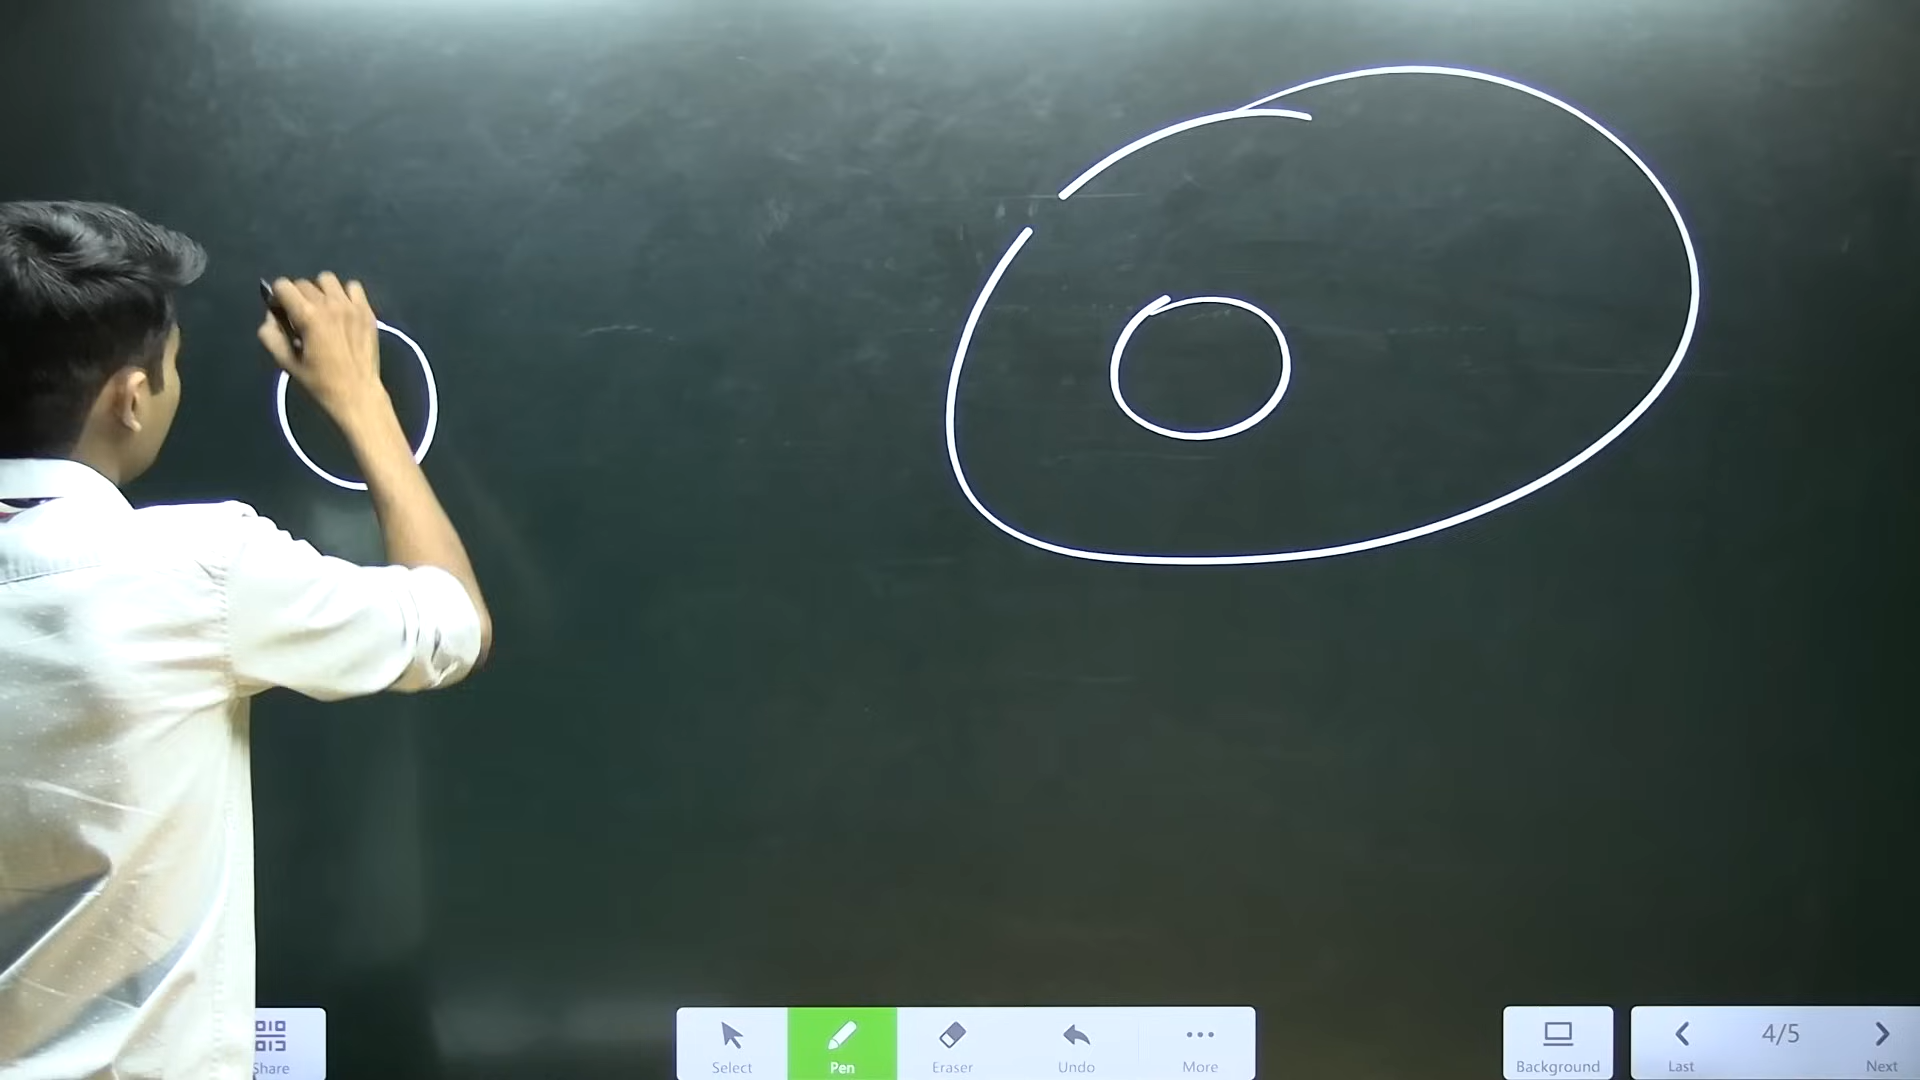 Share
Select
Pen
Eraser
Undo
More
Background
Last
4/5
Next